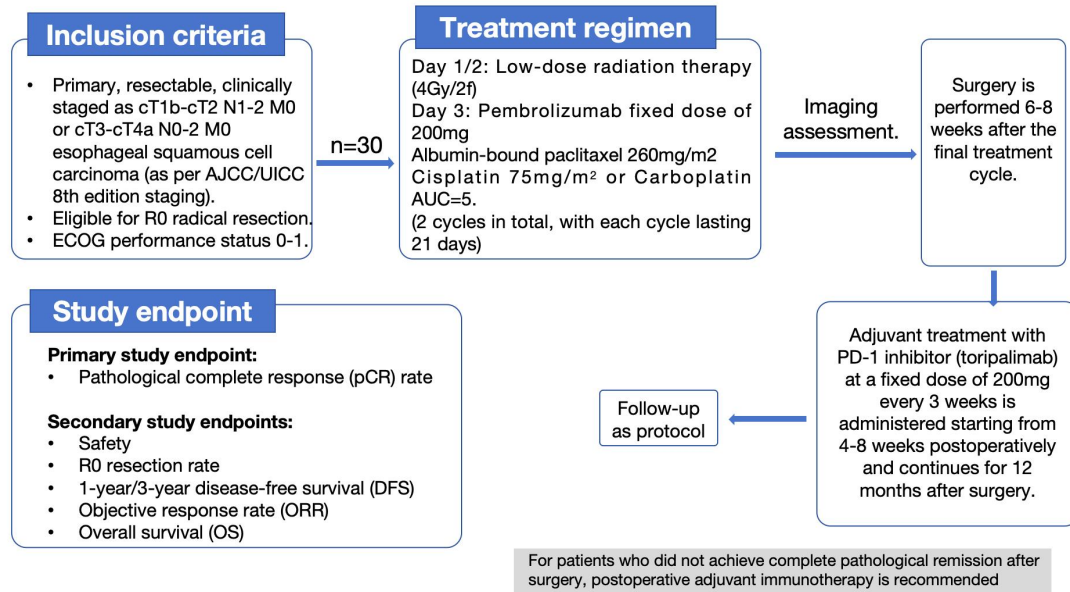 Inclusion criteria
• Primary, resectable, clinically
staged as cT1b-cT2 N1-2 M0
or cT3-cT4a N0-2 M0
esophageal squamous cell
carcinoma (as per AJCC/UICC
8th edition staging).
• Eligible for R0 radical resection.
• ECOG performance status 0-1.
n=30
Treatment regimen
Day 1/2: Low-dose radiation therapy
(4Gy/2f)
Day 3: Pembrolizumab fixed dose of
200mg
Albumin-bound paclitaxel 260mg/m2
Cisplatin 75mg/m² or Carboplatin
AUC=5.
(2 cycles in total, with each cycle lasting
21 days)
Imaging
assessment.
Surgery is
performed 6-8
weeks after the
final treatment
cycle.
Adjuvant treatment with
PD-1 inhibitor (toripalimab)
at a fixed dose of 200mg
every 3 weeks is
administered starting from
4-8 weeks postoperatively
and continues for 12
months after surgery.
Follow-up
as protocol
Study endpoint
Primary study endpoint:
• Pathological complete response (pCR) rate
Secondary study endpoints:
• Safety
• R0 resection rate
• 1-year/3-year disease-free survival (DFS)
• Objective response rate (ORR)
• Overall survival (OS)
For patients who did not achieve complete pathological remission after
surgery, postoperative adjuvant immunotherapy is recommended